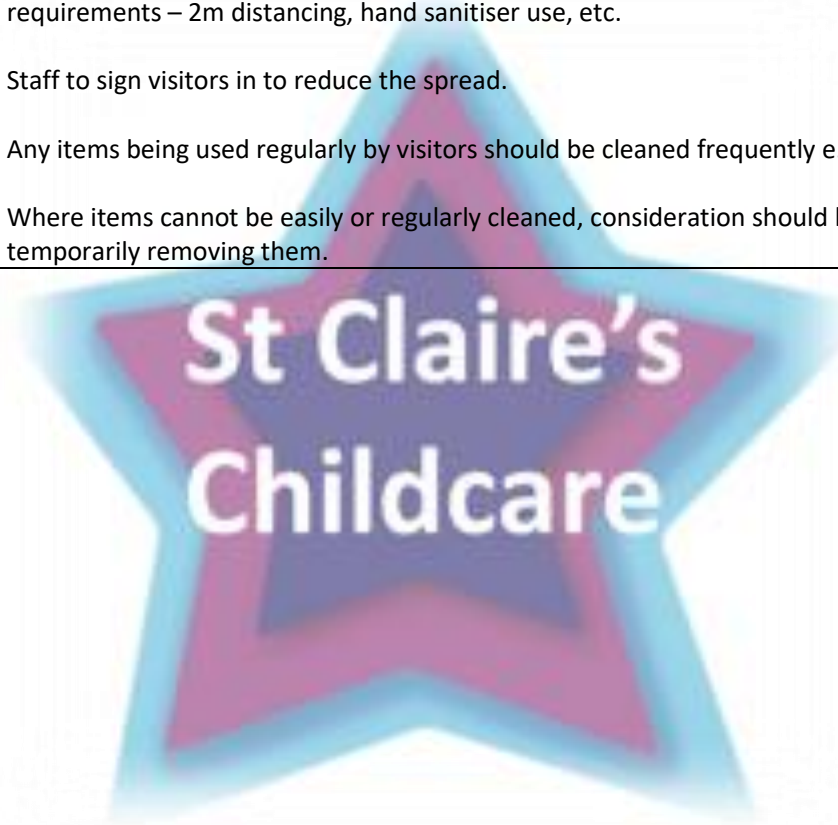 requirements – 2m distancing, hand sanitiser use, etc.
Staff to sign visitors in to reduce the spread.
Any items being used regularly by visitors should be cleaned frequently e
Where items cannot be easily or regularly cleaned, consideration should
temporarily removing them.
St Claire’s
Childcare